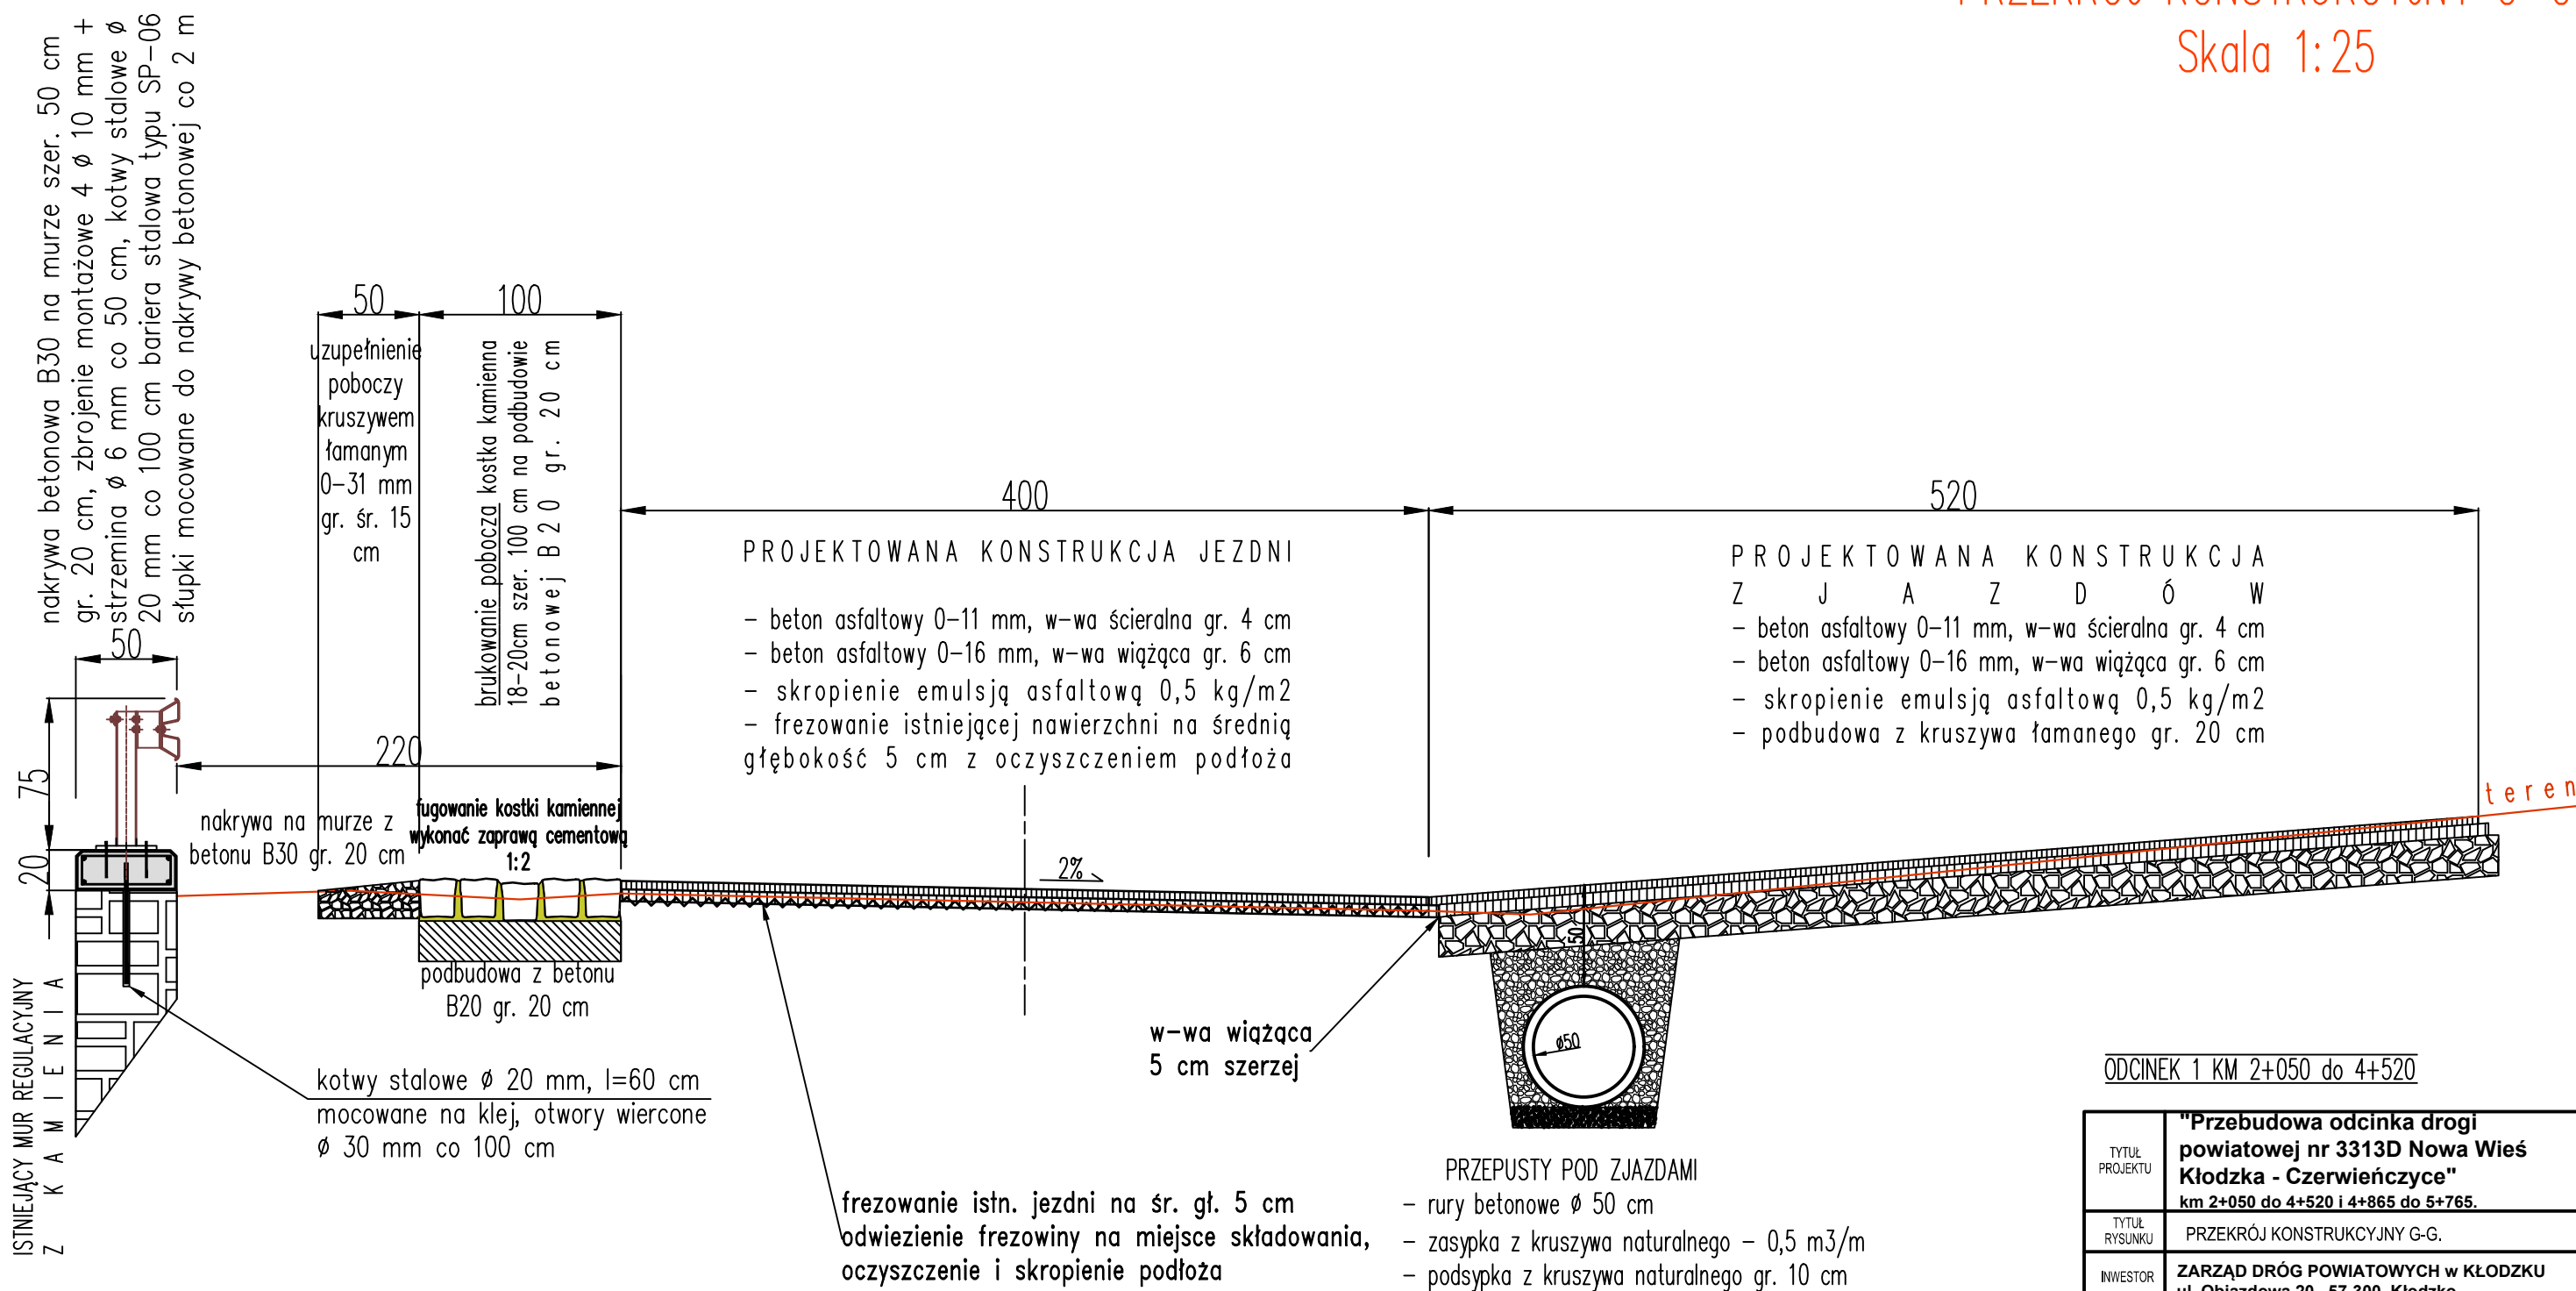 Skala 1:25
nakrywa betonowa B30 na murze szer. 50 cm
gr. 20 cm, zbrojenie montażowe 4 ø 10 mm +
strzemina ø 6 mm co 50 cm, kotwy stalowe ø
20 mm co 100 cm bariera stalowa typu SP-06
słupki mocowane do nakrywy betonowej co 2 m
50
75
20
50
100
uzupełnienie
poboczy
kruszywem
łamanym
0-31 mm
gr. śr. 15
cm
brukowanie pobocza kostka kamienna
18-20cm szer. 100 cm na podbudowie
betonowej B20 gr. 20 cm
220
nakrywa na murze z
betonu B30 gr. 20 cm
fugowanie kostki kamiennej
wykonać zaprawą cementową
1:2
podbudowa z betonu
B20 gr. 20 cm
400
PROJEKTOWANA KONSTRUKCJA JEZDNI
- beton asfaltowy 0-11 mm, w-wa ścieralna gr. 4 cm
- beton asfaltowy 0-16 mm, w-wa wiążąca gr. 6 cm
- skropienie emulsją asfaltową 0,5 kg/m2
- frezowanie istniejącej nawierzchni na średnią
głębokość 5 cm z oczyszczeniem podłoża
2%
520
PROJEKTOWANA KONSTRUKCJA
ZJAZDÓW
- beton asfaltowy 0-11 mm, w-wa ścieralna gr. 4 cm
- beton asfaltowy 0-16 mm, w-wa wiążąca gr. 6 cm
- skropienie emulsją asfaltową 0,5 kg/m2
- podbudowa z kruszywa łamanego gr. 20 cm
teren
50
ø50
ISTNIEJĄCY MUR REGULACYJNY
Z KAMIENIA
kotwy stalowe ø 20 mm, l=60 cm
mocowane na klej, otwory wiercone
ø 30 mm co 100 cm
w-wa wiążąca
5 cm szerzej
frezowanie istn. jezdni na śr. gł. 5 cm
odwiezienie frezowiny na miejsce składowania,
oczyszczenie i skropienie podłoża
PRZEPUSTY POD ZJAZDAMI
- rury betonowe ø 50 cm
- zasypka z kruszywa naturalnego - 0,5 m3/m
- podsypka z kruszywa naturalnego gr. 10 cm
ODCINEK 1 KM 2+050 do 4+520
TYTUŁ
PROJEKTU
"Przebudowa odcinka drogi
powiatowej nr 3313D Nowa Wieś
Kłodzka - Czerwieńczyce"
km 2+050 do 4+520 i 4+865 do 5+765.
TYTUŁ
RYSUNKU
PRZEKRÓJ KONSTRUKCYJNY G-G.
INWESTOR
ZARZĄD DRÓG POWIATOWYCH w KŁODZKU